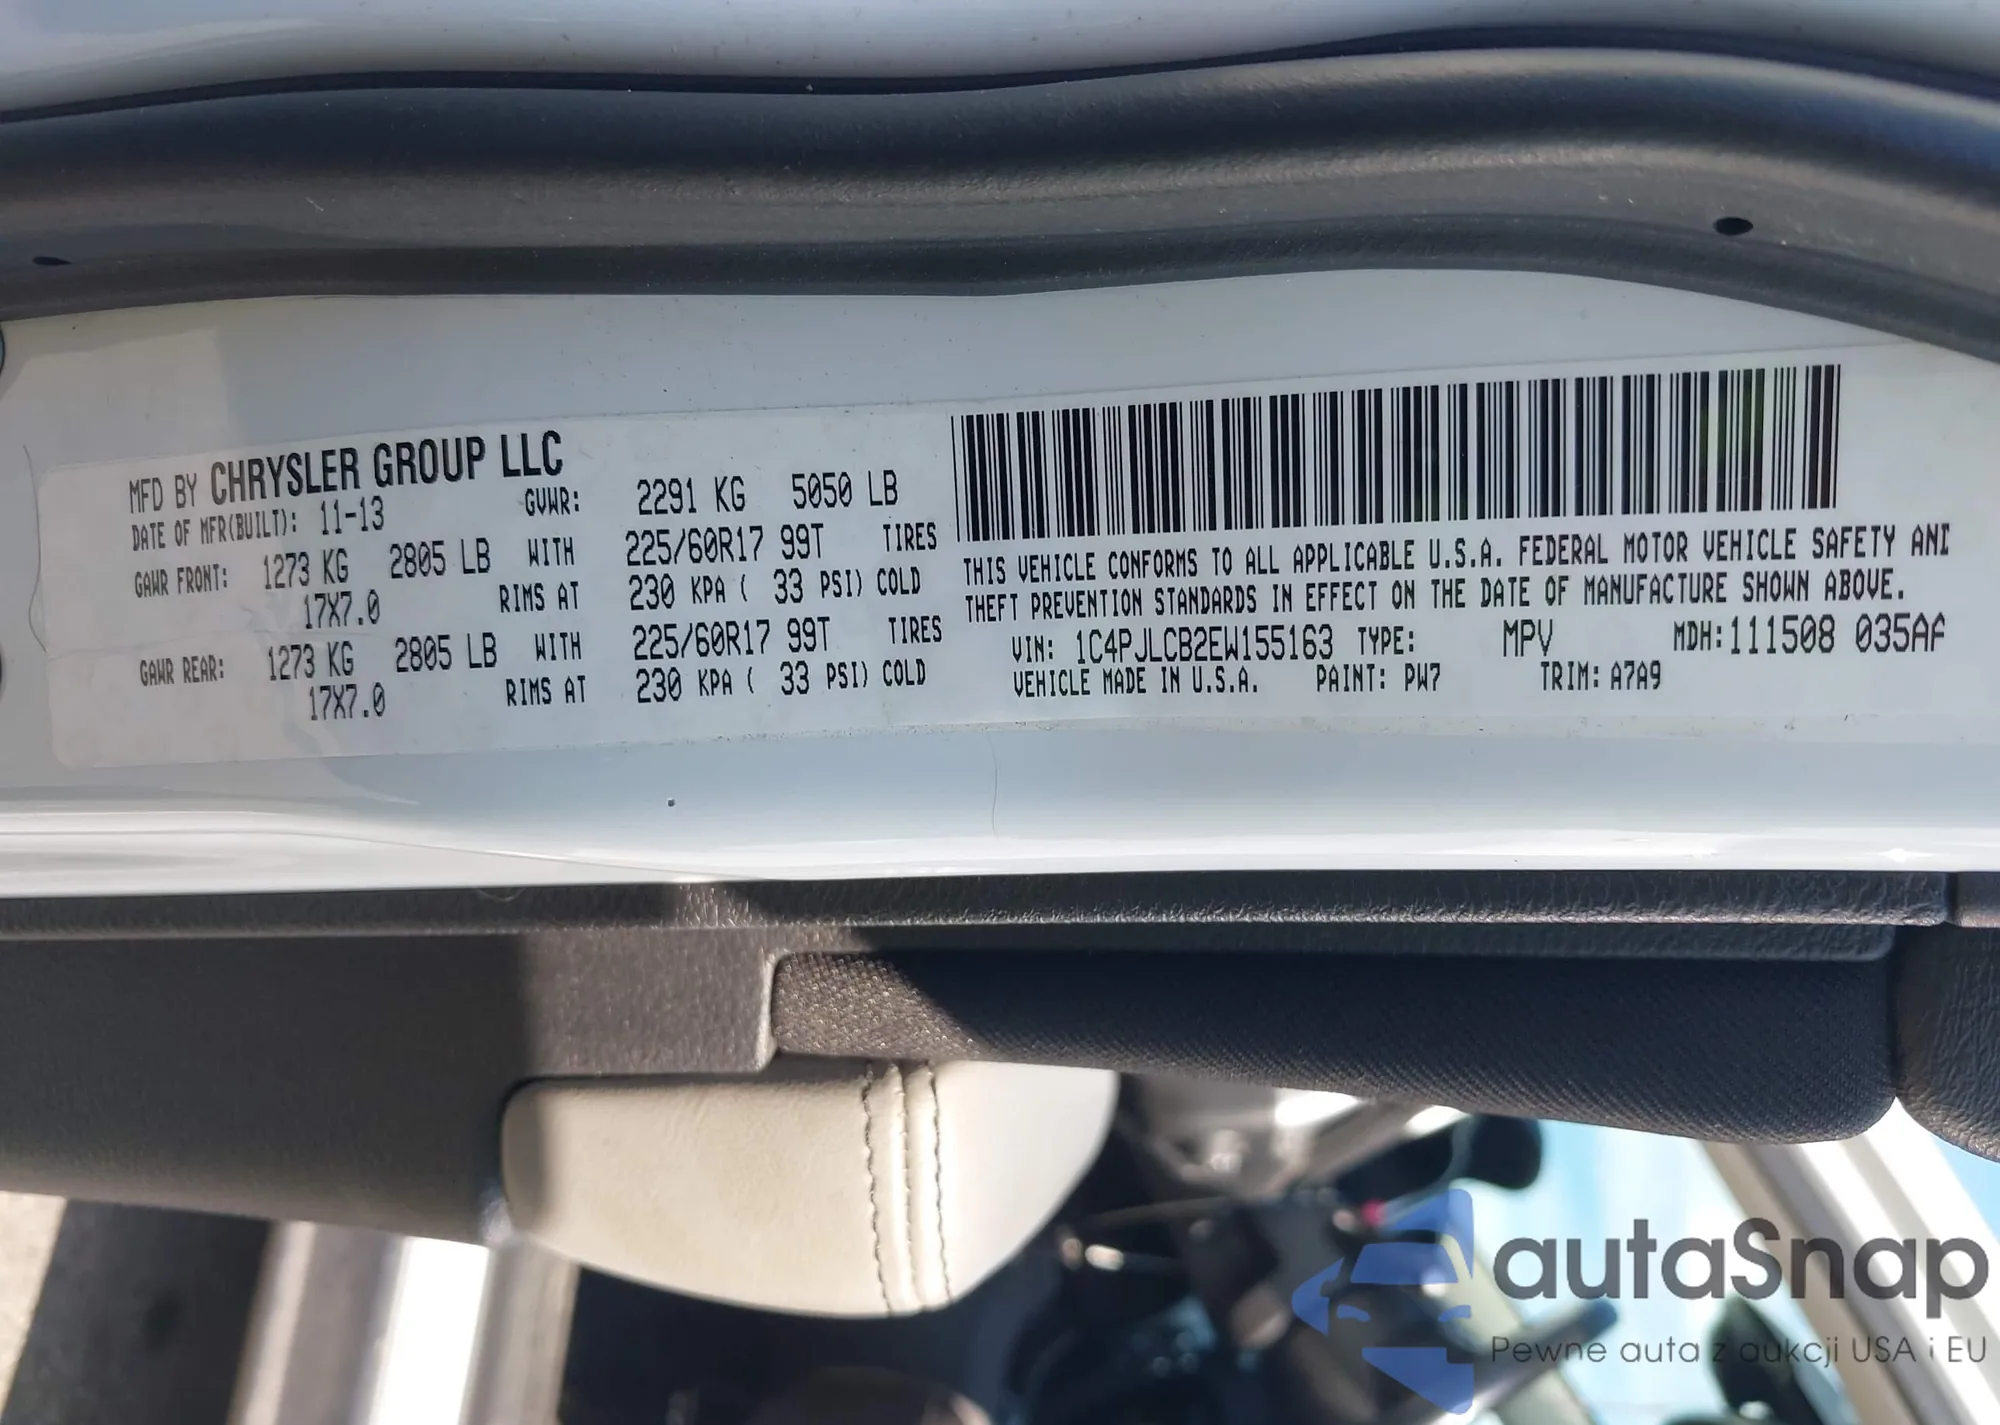 MFD BY CHRYSLER GROUP LLC
DATE OF MFR(BUILT): 11-13 GVWR: 2291 KG 5050 LB
GAWR FRONT: 1273 KG 2805 LB WITH 225/60R17 99T TIRES
17X7.0 RIMS AT 230 KPA ( 33 PSI) COLD
GAWR REAR: 1273 KG 2805 LB WITH 225/60R17 99T TIRES
17X7.0 RIMS AT 230 KPA ( 33 PSI) COLD
THIS VEHICLE CONFORMS TO ALL APPLICABLE U.S.A. FEDERAL MOTOR VEHICLE SAFETY
THEFT PREVENTION STANDARDS IN EFFECT ON THE DATE OF MANUFACTURE SHOWN ABOVE.
VIN: 1C4PJLCB2EW155163 TYPE: MPV MDH:111508
VEHICLE MADE IN U.S.A. PAINT: PW7 TRIM: A7A9
autaSnap
Pewne auta z aukcji USA i EU